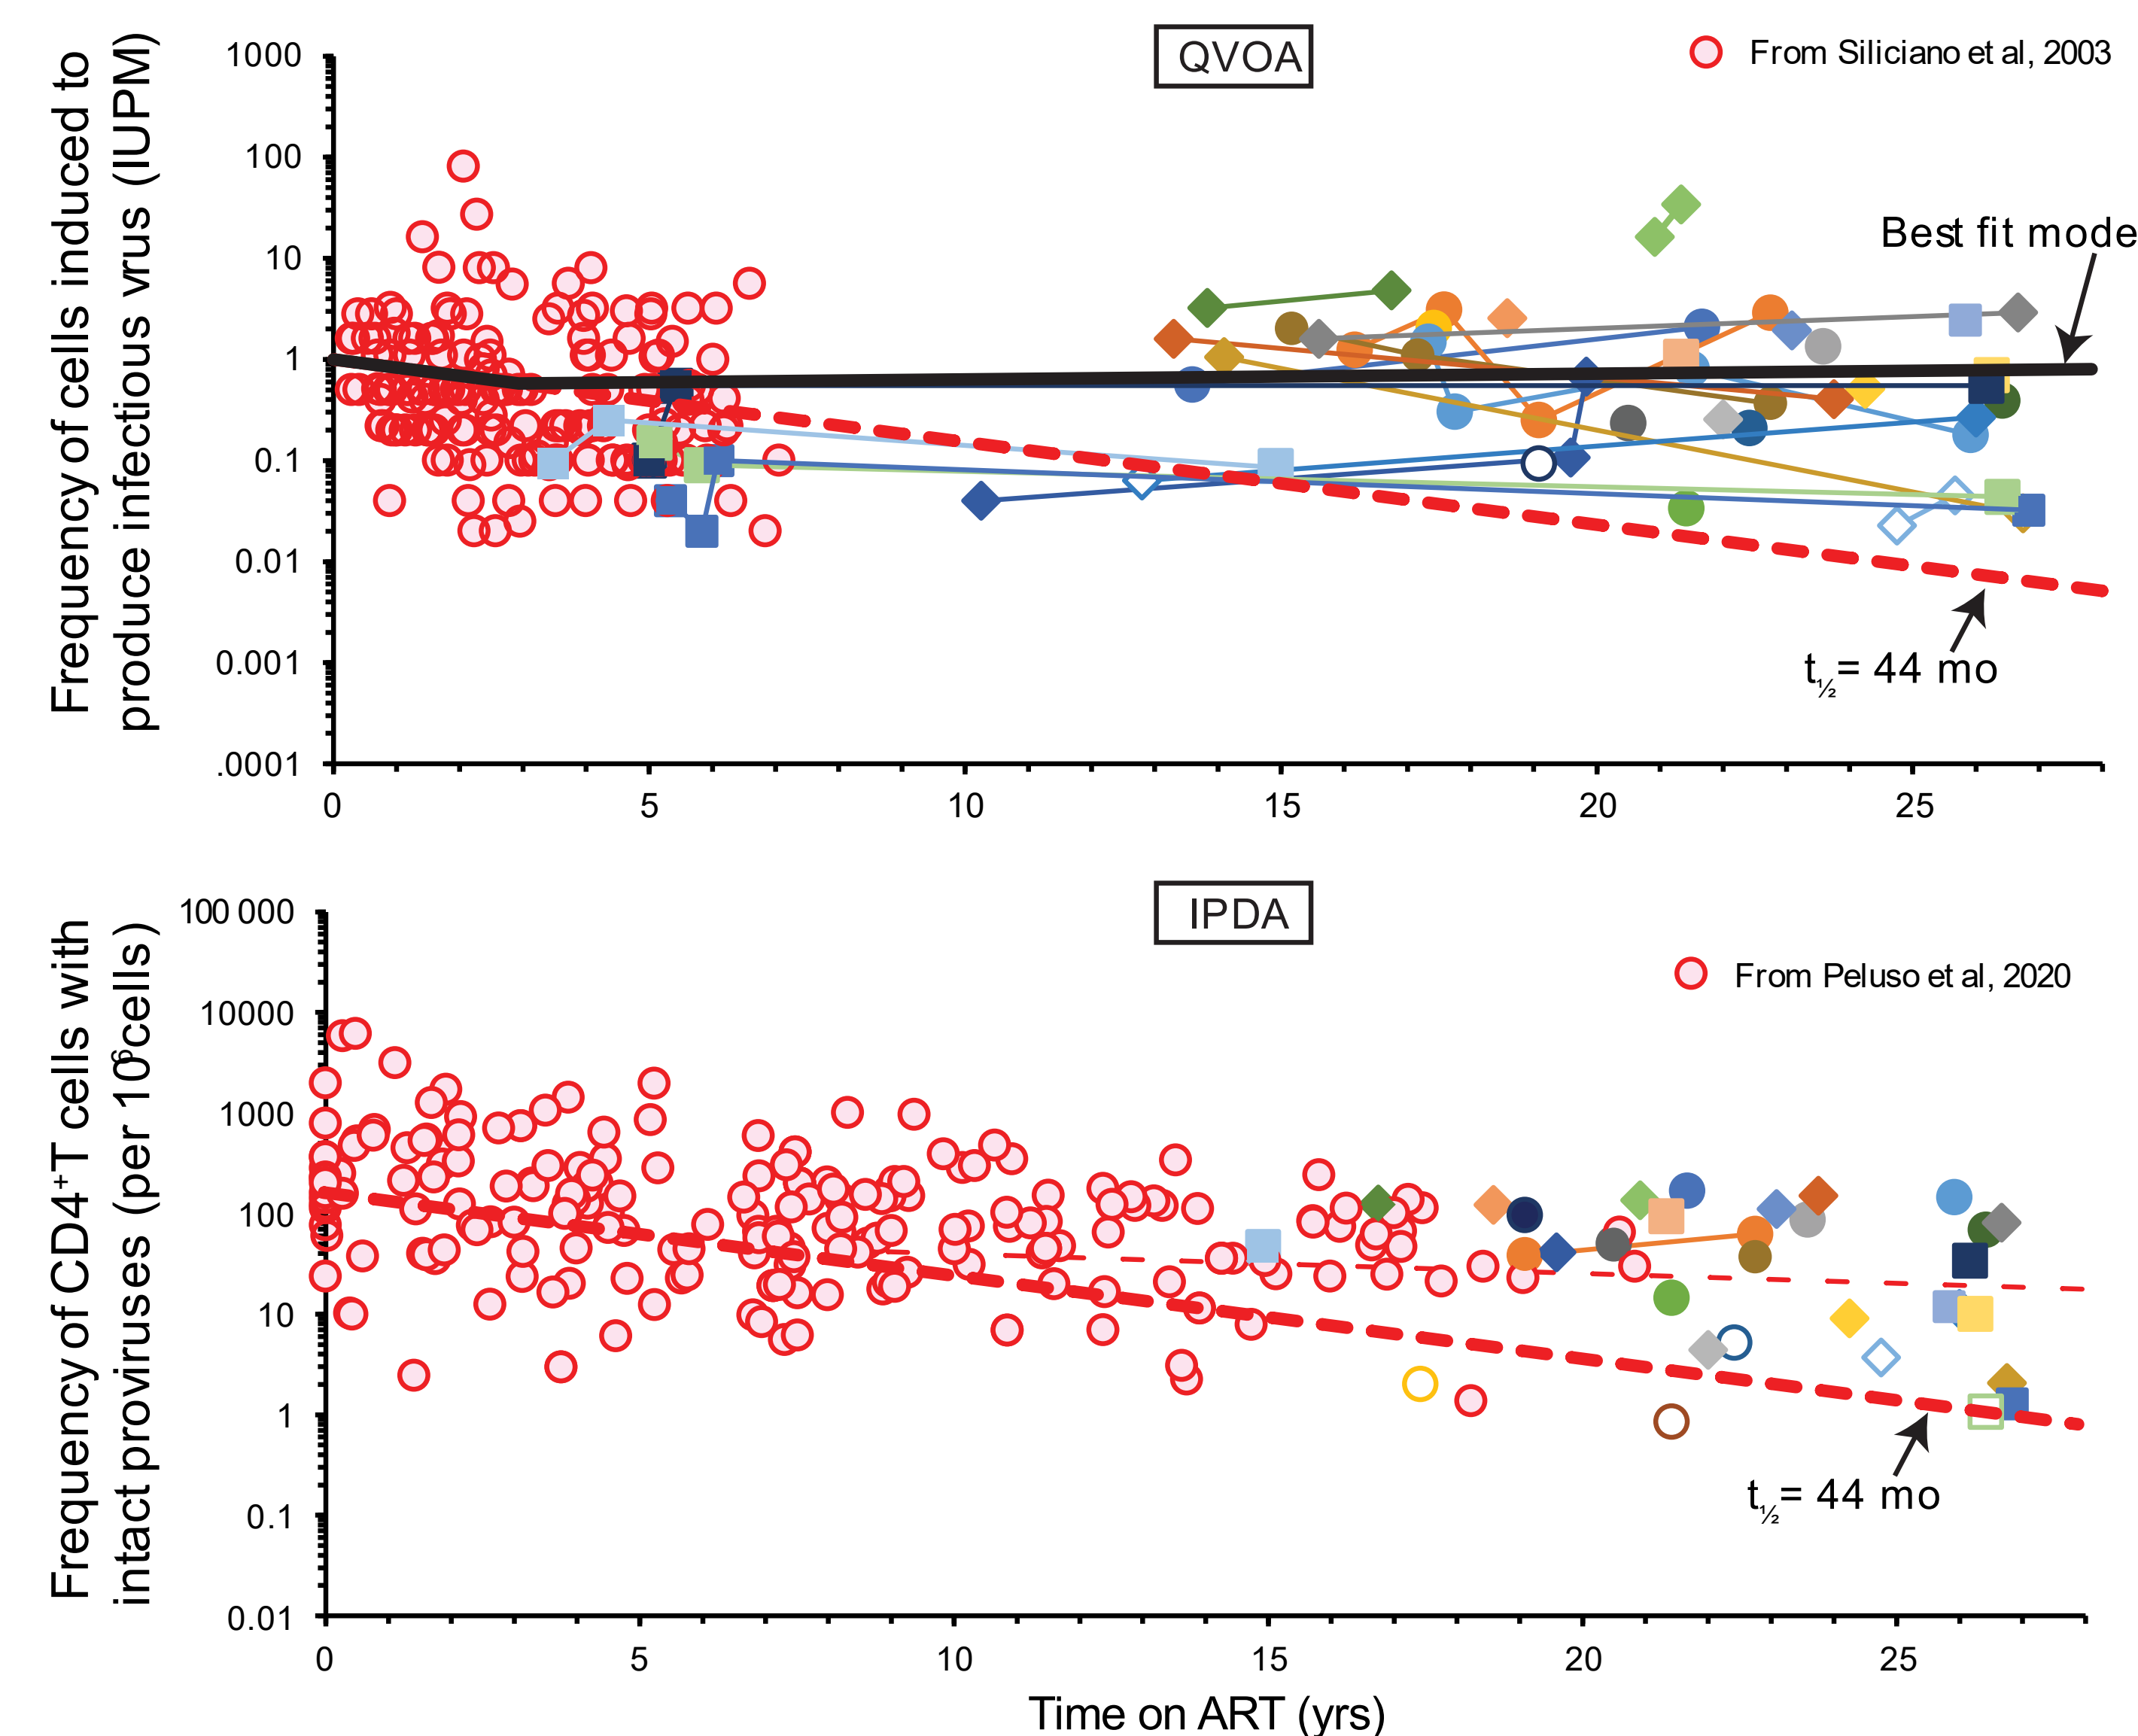 QVOA
From Siliciano et al, 2003
Frequency of cells induced to
produce infectious vrus (IUPM)
1000
100
10
1
0.1
0.01
0.001
.0001
Best fit mode
t½= 44 mo
0 5 10 15 20 25
IPDA
From Peluso et al, 2020
Frequency of CD4+T cells with
intact proviruses (per 10⁶cells)
100 000
10000
1000
100
10
1
0.1
0.01
t½= 44 mo
0 5 10 15 20 25
Time on ART (yrs)